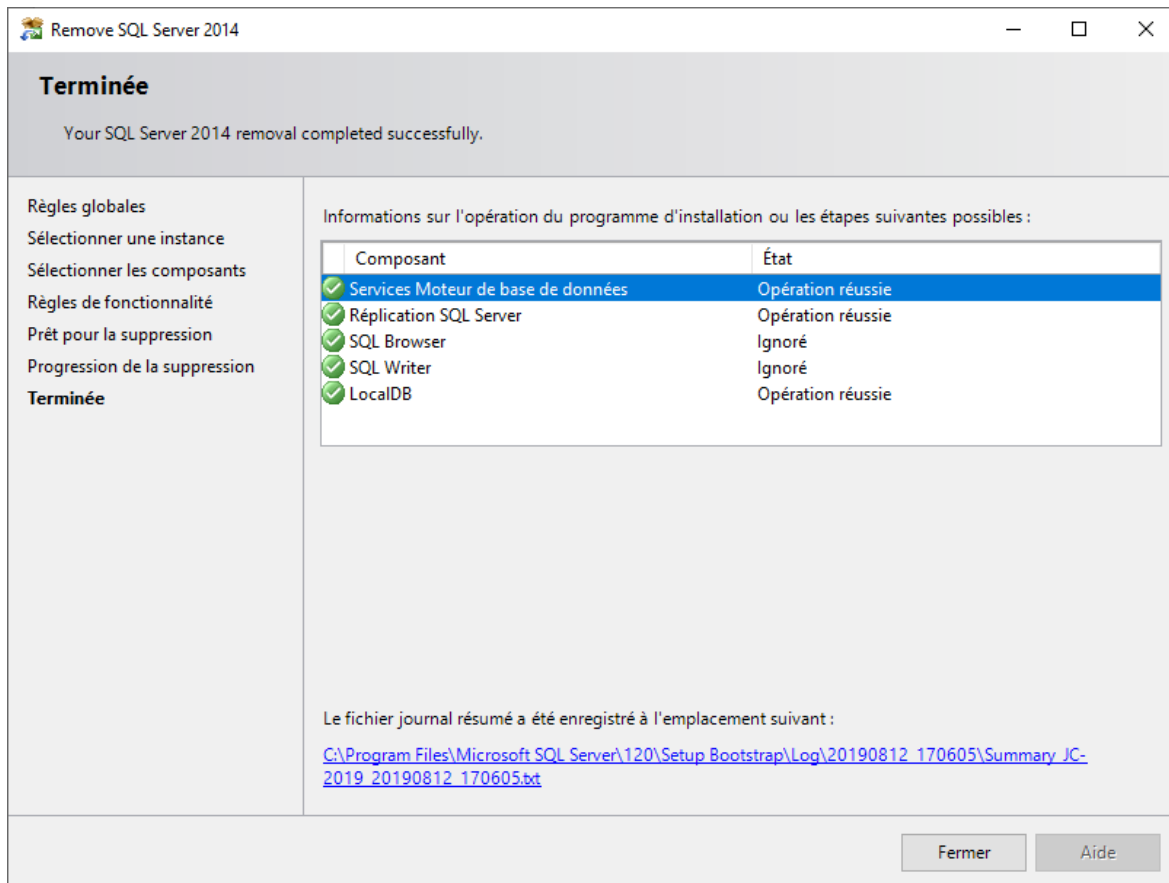 Remove SQL Server 2014
Terminée
Your SQL Server 2014 removal completed successfully.
Règles globales
Sélectionner une instance
Sélectionner les composants
Règles de fonctionnalité
Prêt pour la suppression
Progression de la suppression
Terminée
Informations sur l'opération du programme d'installation ou les étapes suivantes possibles :
Composant État
Services Moteur de base de données Opération réussie
Réplication SQL Server Opération réussie
SQL Browser Ignoré
SQL Writer Ignoré
LocalDB Opération réussie
Le fichier journal résumé a été enregistré à l'emplacement suivant :
C:\Program Files\Microsoft SQL Server\120\Setup Bootstrap\Log\20190812_170605\Summary_JC-
2019_20190812_170605.txt
Fermer Aide